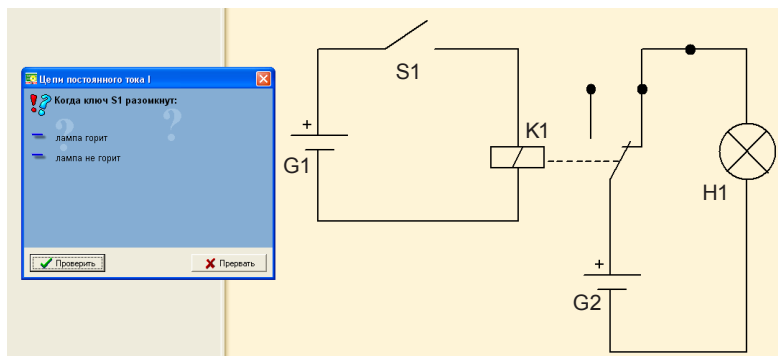 Цепи постоянного тока I
Когда ключ S1 разомкнут:
лампа горит
лампа не горит
Проверить
Прервать
S1
+
G1
K1
H1
+
G2